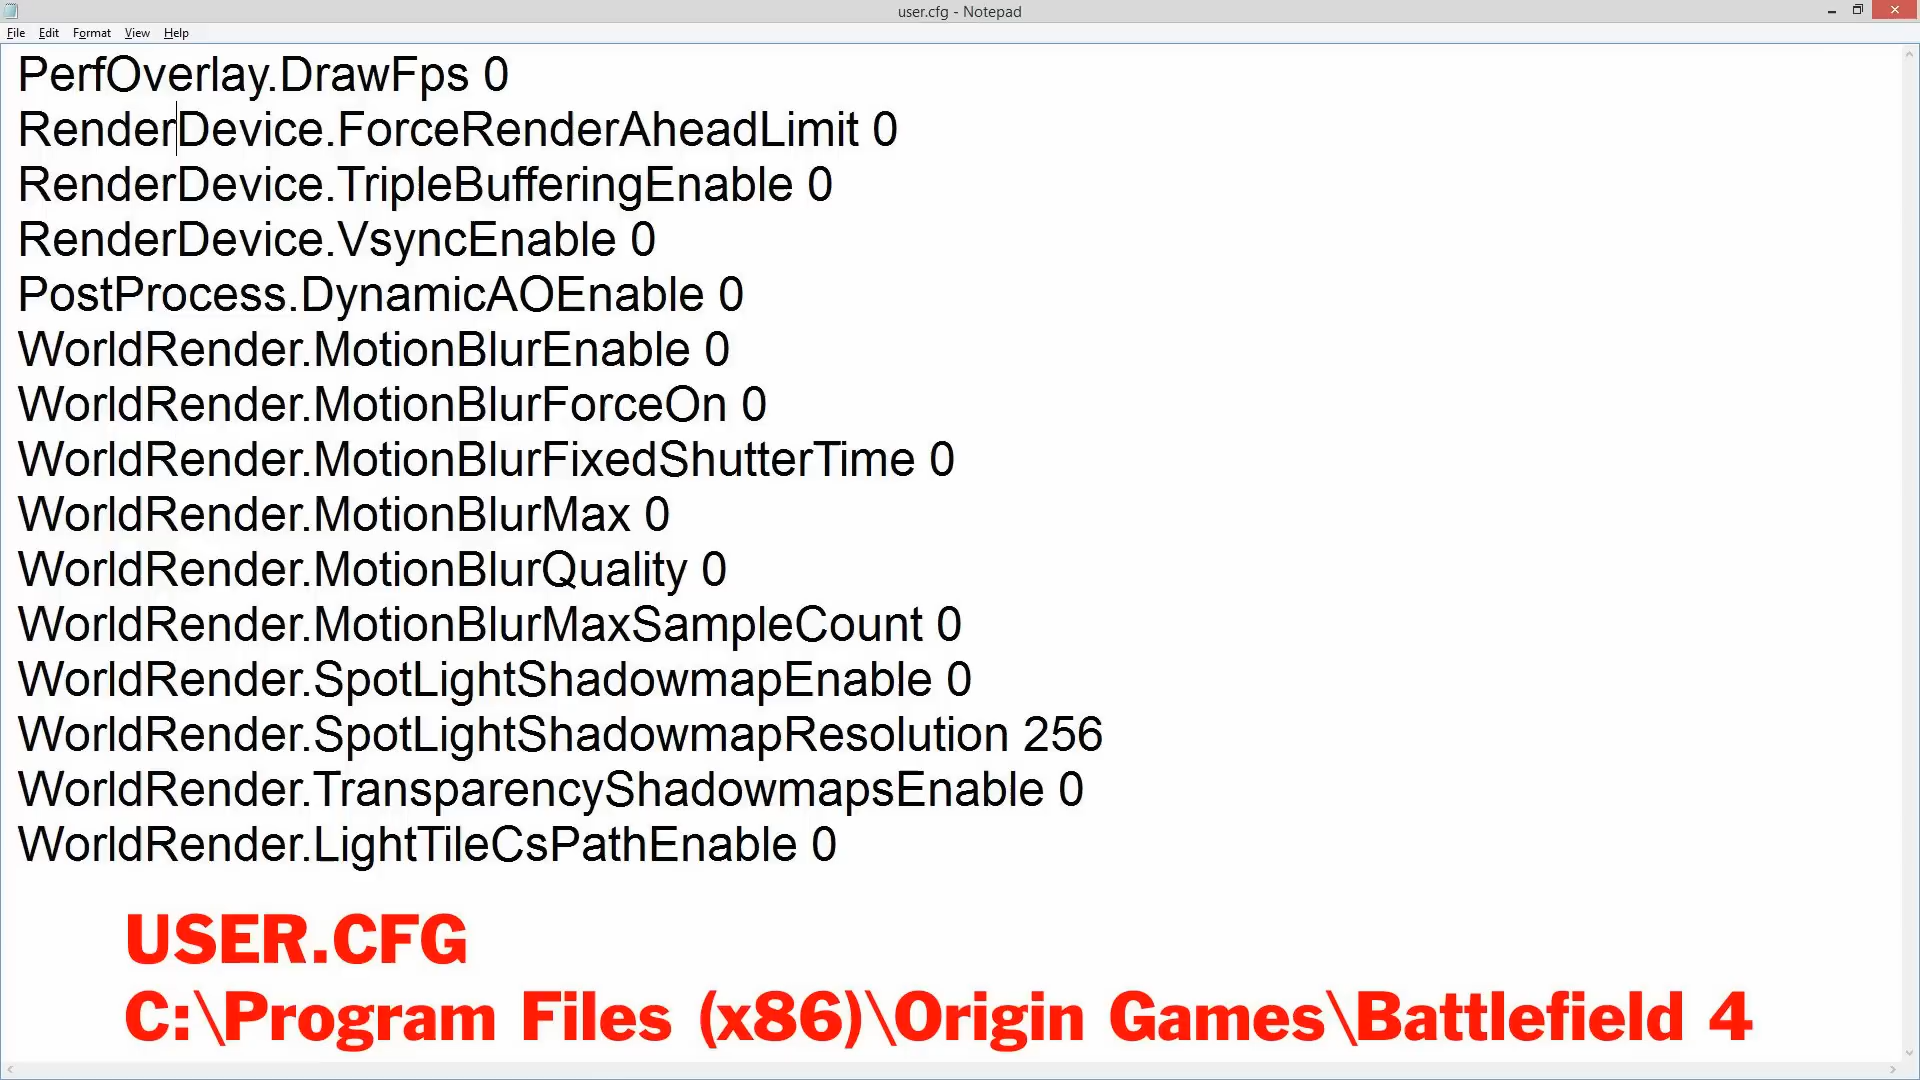 user.cfg - Notepad
File Edit Format View Help
PerfOverlay.DrawFps 0
RenderDevice.ForceRenderAheadLimit 0
RenderDevice.TripleBufferingEnable 0
RenderDevice.VsyncEnable 0
PostProcess.DynamicAOEnable 0
WorldRender.MotionBlurEnable 0
WorldRender.MotionBlurForceOn 0
WorldRender.MotionBlurFixedShutterTime 0
WorldRender.MotionBlurMax 0
WorldRender.MotionBlurQuality 0
WorldRender.MotionBlurMaxSampleCount 0
WorldRender.SpotLightShadowmapEnable 0
WorldRender.SpotLightShadowmapResolution 256
WorldRender.TransparencyShadowmapsEnable 0
WorldRender.LightTileCsPathEnable 0
USER.CFG
C:\Program Files (x86)\Origin Games\Battlefield 4